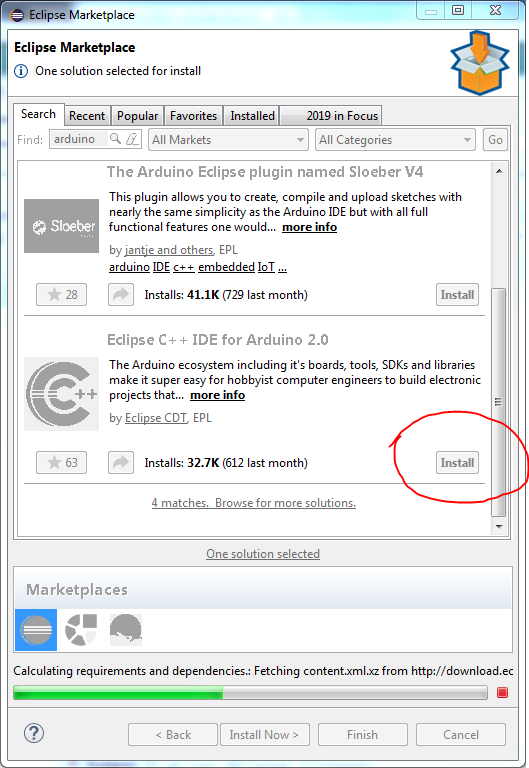 Eclipse Marketplace
Eclipse Marketplace
One solution selected for install
Search Recent Popular Favorites Installed 2019 in Focus
Find: arduino All Markets All Categories Go
The Arduino Eclipse plugin named Sloeber V4
Sloeber
This plugin allows you to create, compile and upload sketches with
nearly the same simplicity as the Arduino IDE but with all full
functional features one would... more info
by jantje and others, EPL
arduino IDE c++ embedded IoT ...
28 Installs: 41.1K (729 last month) Install
Eclipse C++ IDE for Arduino 2.0
C++
The Arduino ecosystem including it's boards, tools, SDKs and libraries
make it super easy for hobbyist computer engineers to build electronic
projects that... more info
by Eclipse CDT, EPL
63 Installs: 32.7K (612 last month) Install
4 matches. Browse for more solutions.
One solution selected
Marketplaces
Calculating requirements and dependencies.: Fetching content.xml.xz from http://download.ec
? < Back Install Now > Finish Cancel